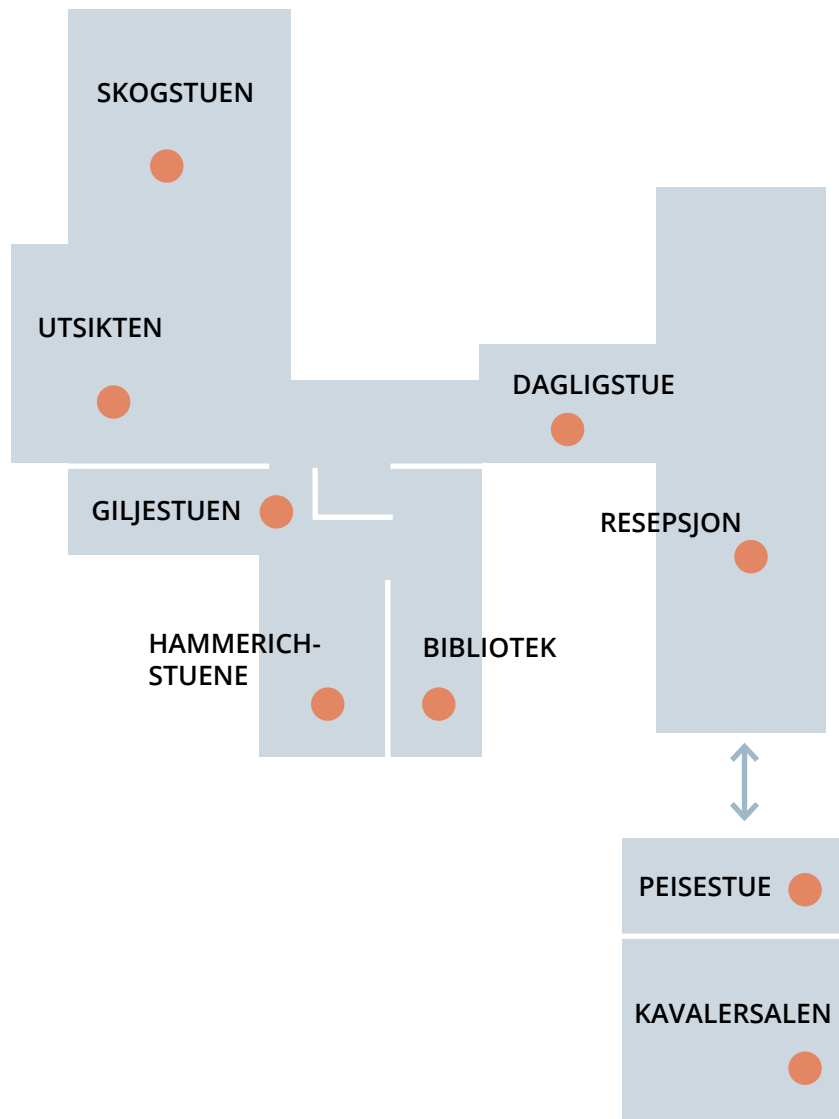 SKOGSTUEN
UTSIKTEN
DAGLIGSTUE
GILJESTUEN
RESEPSJON
HAMMERICH-
STUENE
BIBLIOTEK
PEISESTUE
KAVALERSALEN